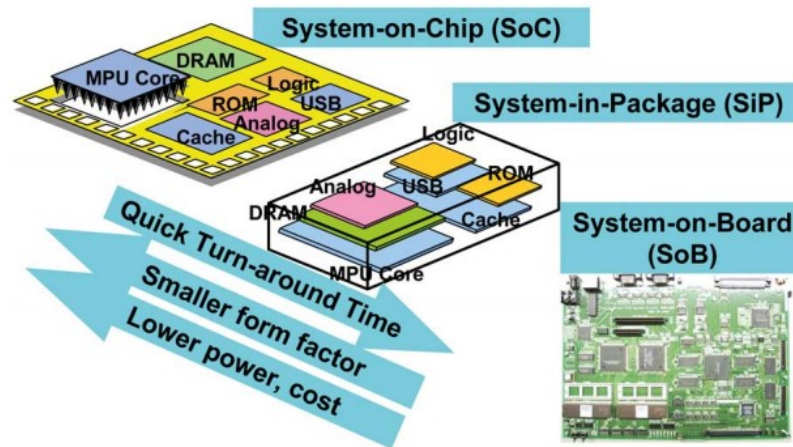 System-on-Chip (SoC)
DRAM
MPU Core
Logic
ROM
USB
Analog
Cache
System-in-Package (SiP)
Logic
Analog
USB
ROM
DRAM
Cache
MPU Core
System-on-Board
(SoB)
Quick Turn-around Time
Smaller form factor
Lower power, cost